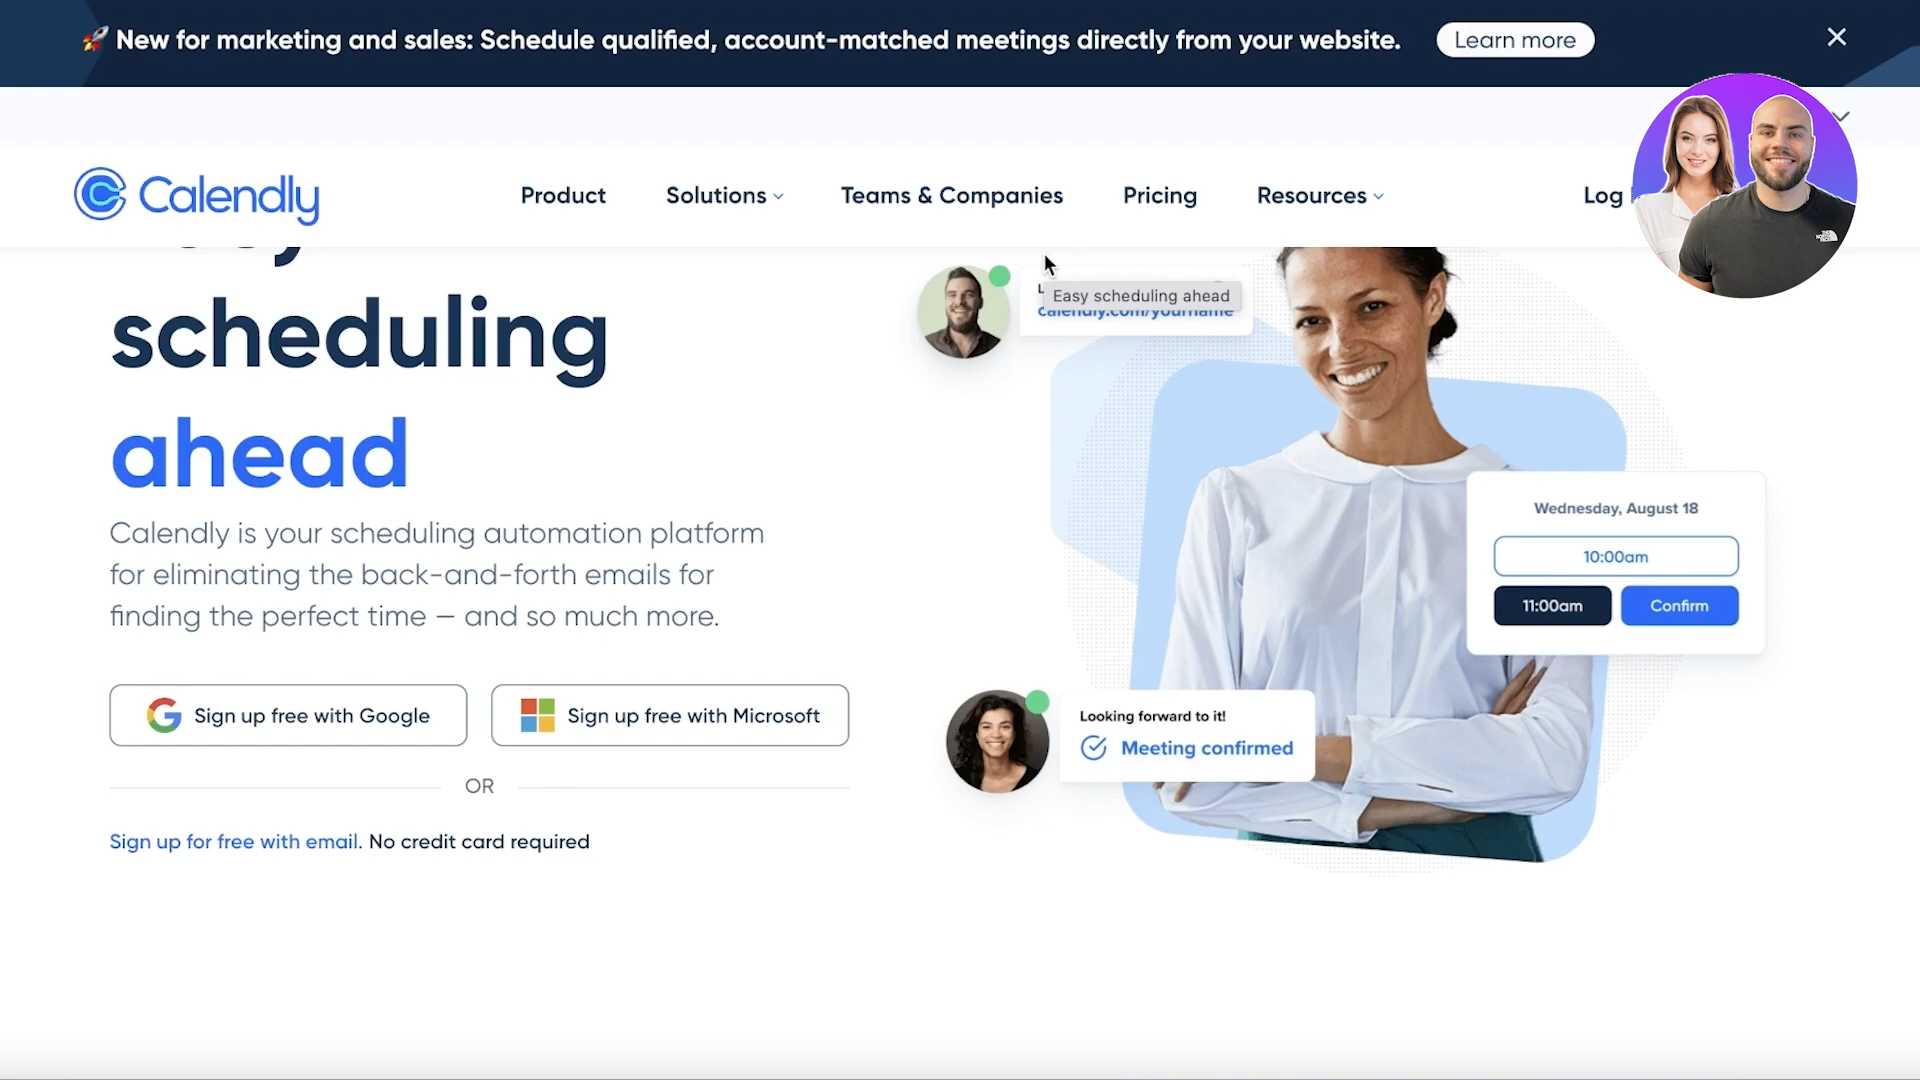 🚀 New for marketing and sales: Schedule qualified, account-matched meetings directly from your website.
Learn more
Calendly
Product
Solutions
Teams & Companies
Pricing
Resources
Log
scheduling
ahead
Calendly is your scheduling automation platform
for eliminating the back-and-forth emails for
finding the perfect time — and so much more.
Sign up free with Google
Sign up free with Microsoft
OR
Sign up for free with email. No credit card required
Easy scheduling ahead
calendly.com/yourname
Wednesday, August 18
10:00am
11:00am
Confirm
Looking forward to it!
Meeting confirmed